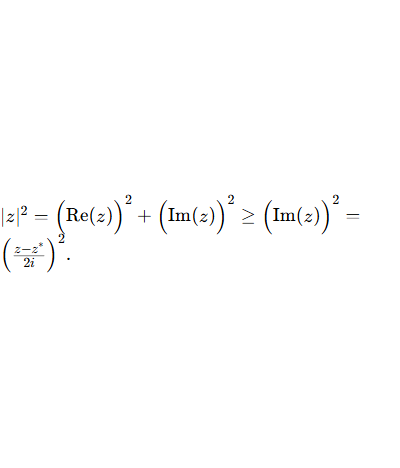 |z|² = (Re(z))² + (Im(z))² ≥ (Im(z))² =
((z−z*)/(2i))².